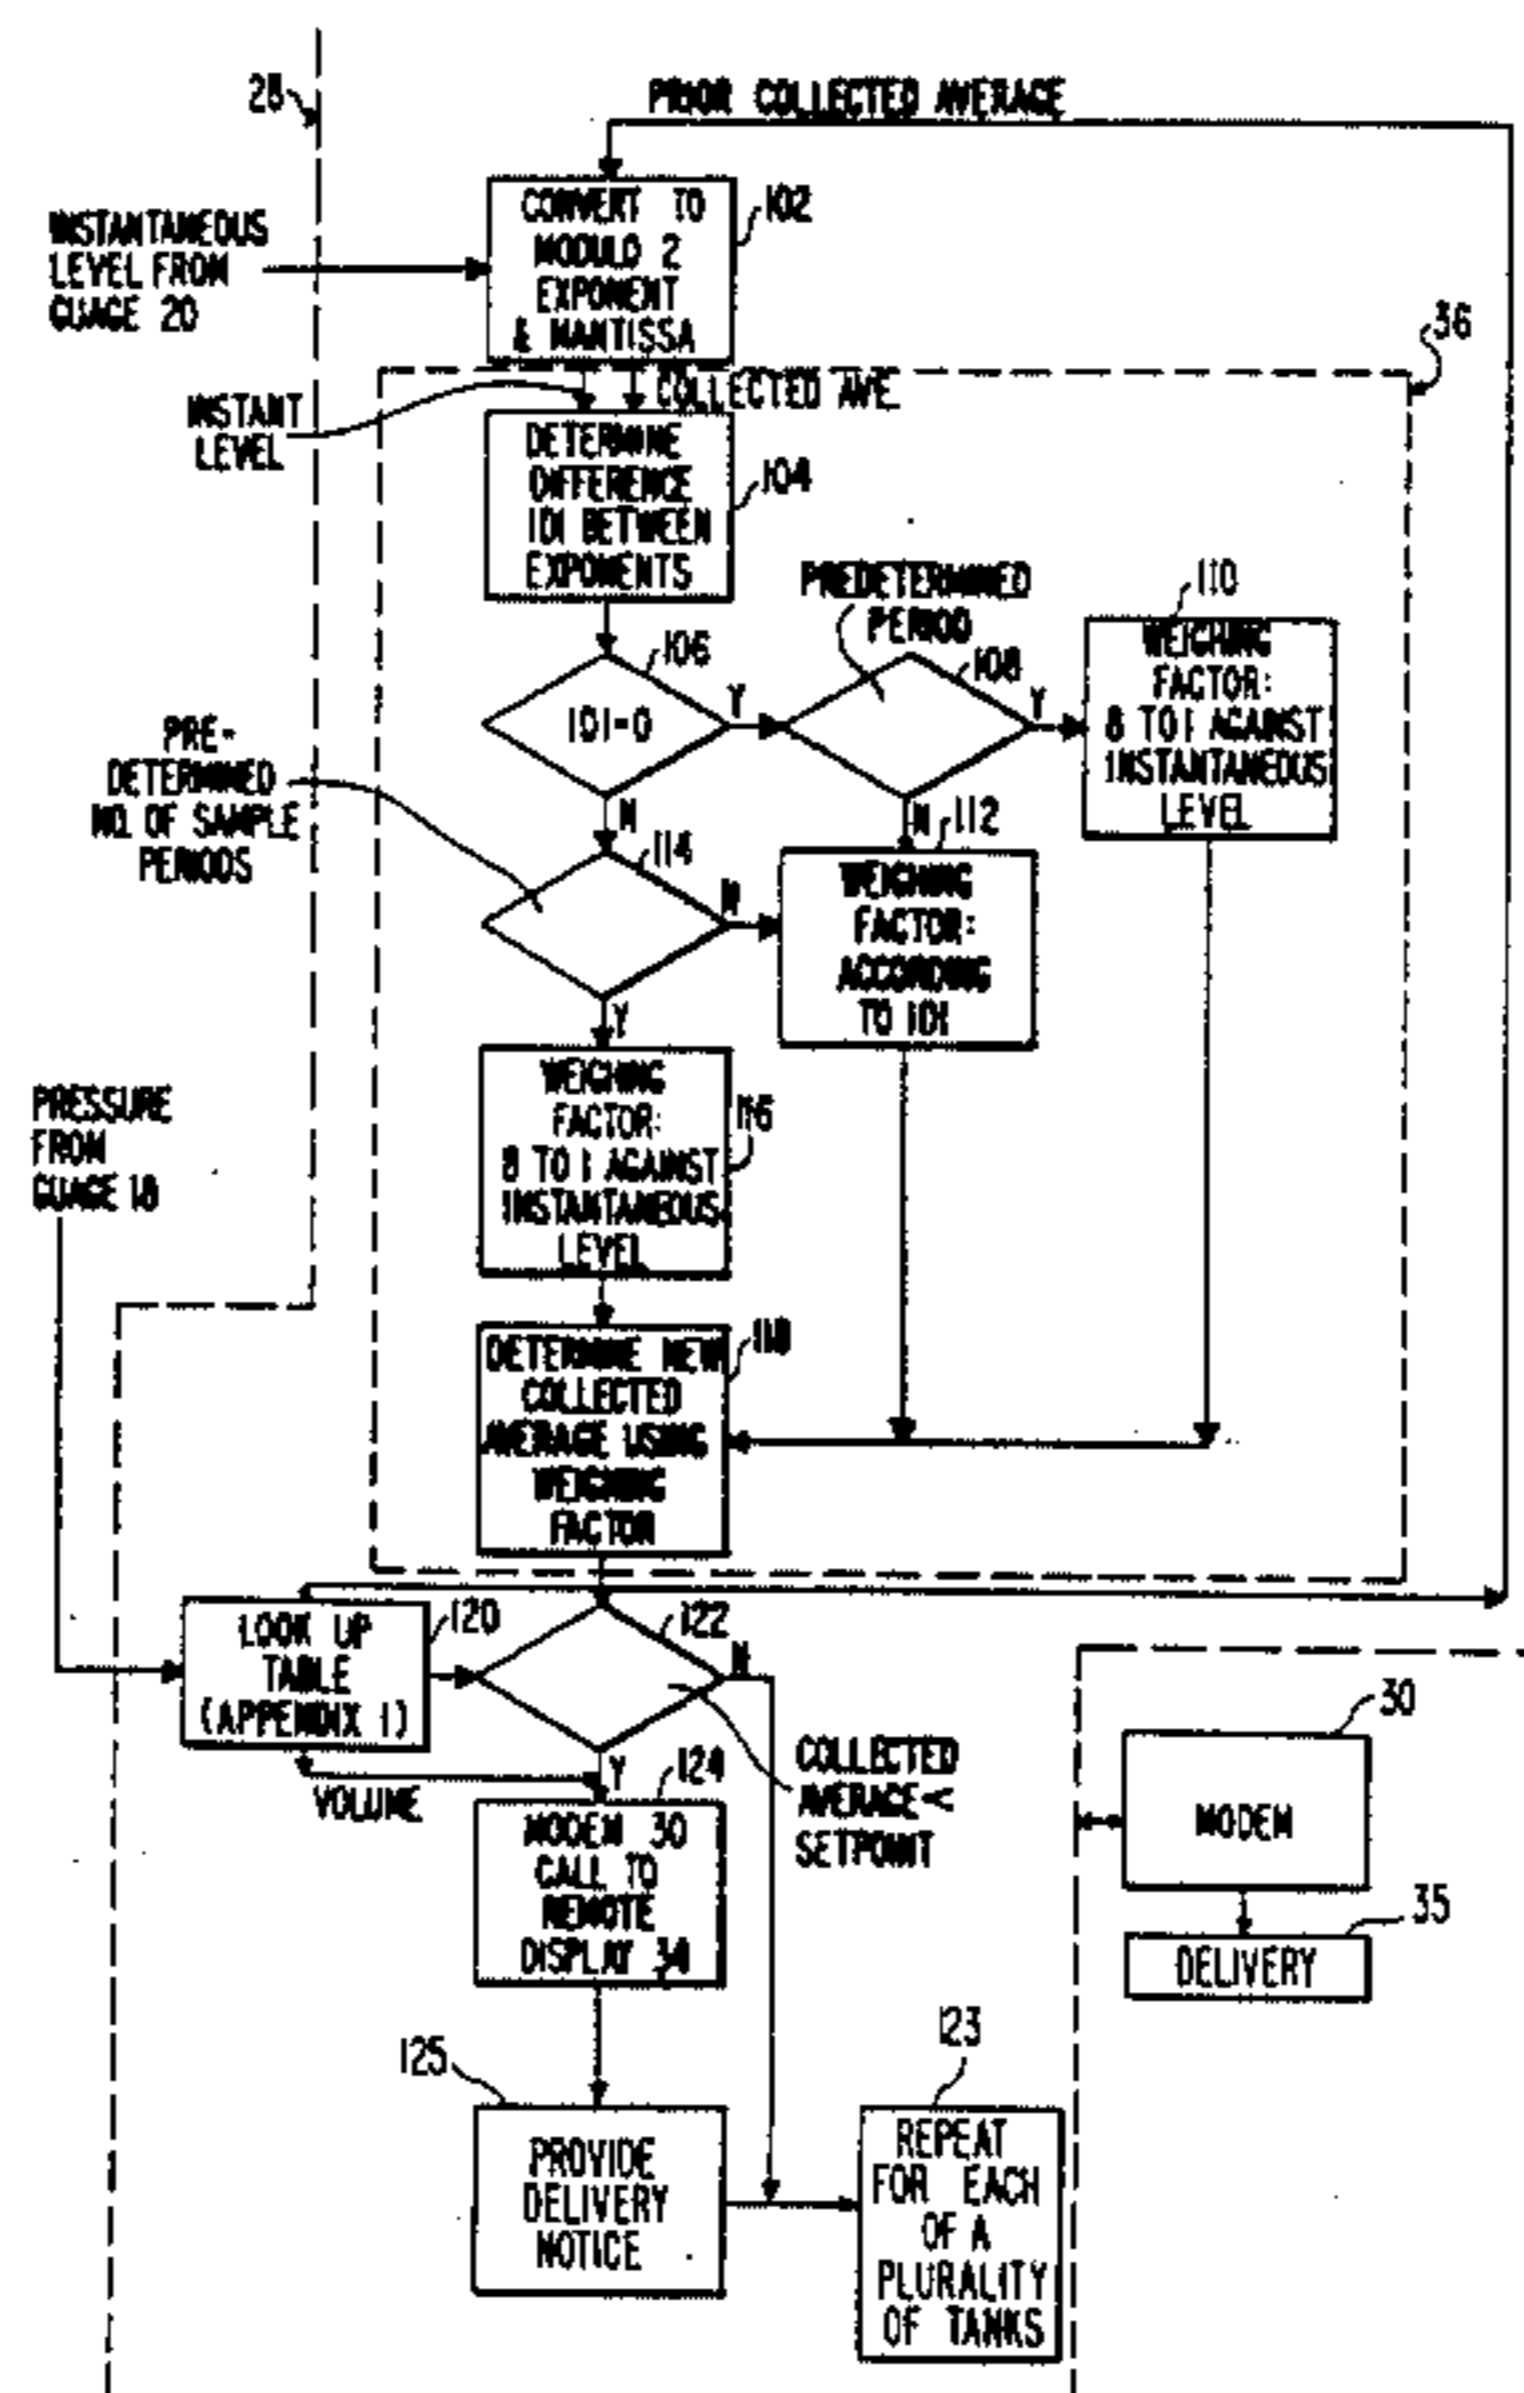 28
PRIOR COLLECTED AVERAGE
INSTANTANEOUS
LEVEL FROM
GUAGE 20
CONVERT TO
MODULO 2
EXPONENT
& MANTISSA
102
36
INSTANT
LEVEL
COLLECTED AVE.
DETERMINE
DIFFERENCE
|D| BETWEEN
EXPONENTS
104
PREDETERMINED
PERIOD
106
|D|=0
Y
N
108
Y
N
110
WEIGHING
FACTOR:
8 TO 1 AGAINST
INSTANTANEOUS
LEVEL
PRE-
DETERMINED
NO. OF SAMPLE
PERIODS
114
N
Y
112
WEIGHING
FACTOR:
ACCORDING
TO |D|
WEIGHING
FACTOR:
8 TO 1 AGAINST
INSTANTANEOUS
LEVEL
116
PRESSURE
FROM
GUAGE 18
DETERMINE NEW
COLLECTED
AVERAGE USING
WEIGHING
FACTOR
118
LOOK UP
TABLE
(APPENDIX 1)
120
122
N
Y
VOLUME
COLLECTED
AVERAGE <
SETPOINT
124
MODEM 30
CALL TO
REMOTE
DISPLAY 34
30
MODEM
35
DELIVERY
125
PROVIDE
DELIVERY
NOTICE
123
REPEAT
FOR EACH
OF A
PLURALITY
OF TANKS